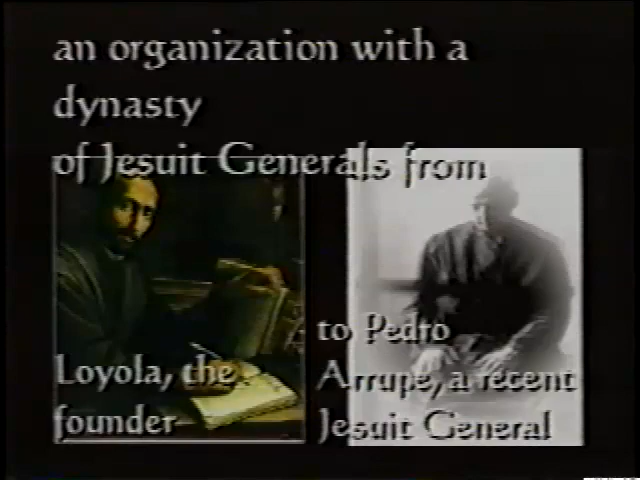 an organization with a
dynasty
of Jesuit Generals from
Loyola, the
founder
to Pedro
Arrupe, a recent
Jesuit General